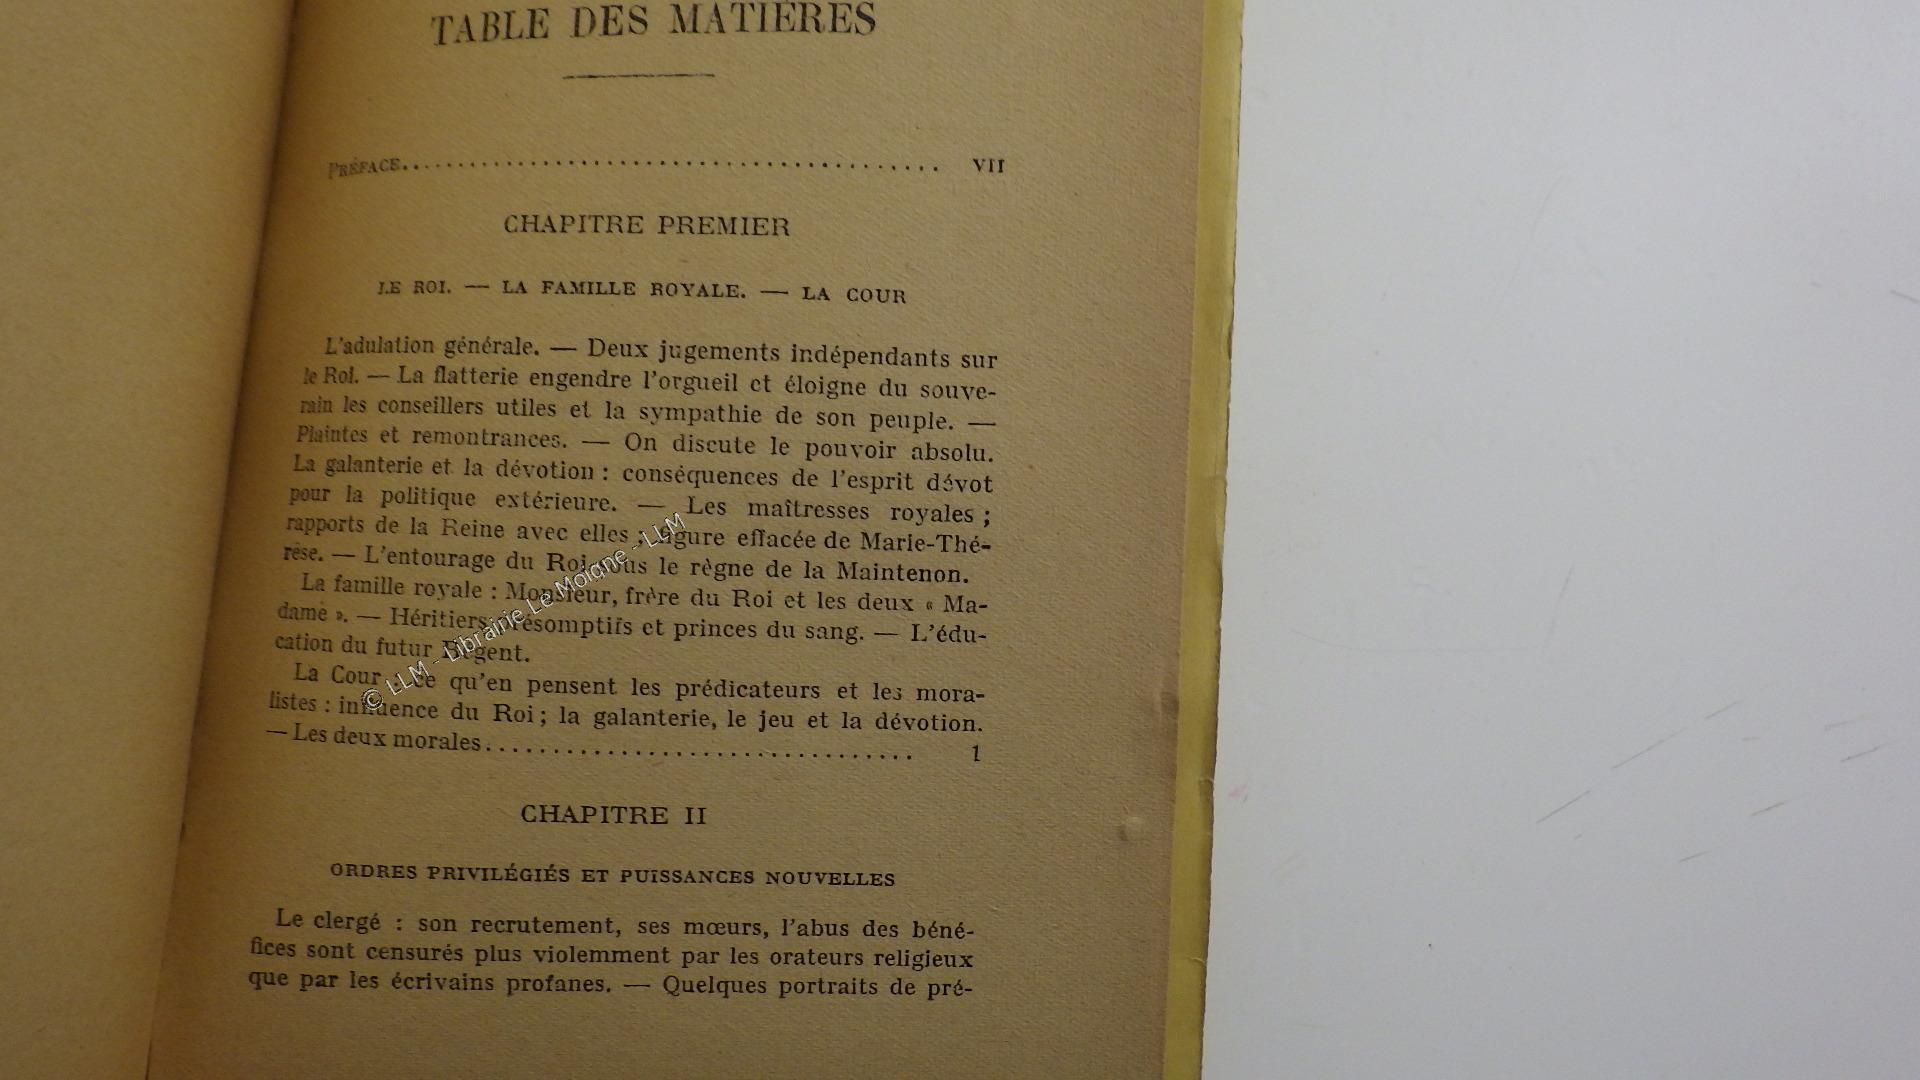 TABLE DES MATIÈRES
PRÉFACE........................................ VII
CHAPITRE PREMIER
LE ROI. — LA FAMILLE ROYALE. — LA COUR
L'adulation générale. — Deux jugements indépendants sur
le Roi. — La flatterie engendre l'orgueil et éloigne du souve-
rain les conseillers utiles et la sympathie de son peuple. —
Plaintes et remontrances. — On discute le pouvoir absolu.
La galanterie et la dévotion : conséquences de l'esprit dévot
pour la politique extérieure. — Les maîtresses royales ;
rapports de la Reine avec elles ; figure effacée de Marie-Thé-
rèse. — L'entourage du Roi sous le règne de la Maintenon.
La famille royale : Monsieur, frère du Roi et les deux « Ma-
dame ». — Héritiers présomptifs et princes du sang. — L'édu-
cation du futur Régent.
La Cour : ce qu'en pensent les prédicateurs et les mora-
listes : influence du Roi ; la galanterie, le jeu et la dévotion.
— Les deux morales................................ 1
CHAPITRE II
ORDRES PRIVILÉGIÉS ET PUISSANCES NOUVELLES
Le clergé : son recrutement, ses mœurs, l'abus des béné-
fices sont censurés plus violemment par les orateurs religieux
que par les écrivains profanes. — Quelques portraits de pré-
© LLM - Librairie Le Moigne - LLM